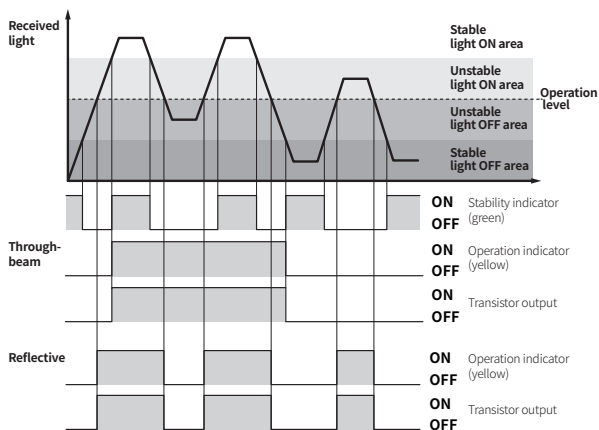 Received
light
Stable
light ON area
Unstable
light ON area
Operation
level
Unstable
light OFF area
Stable
light OFF area
ON
OFF
Stability indicator
(green)
Through-
beam
ON
OFF
Operation indicator
(yellow)
ON
OFF
Transistor output
Reflective
ON
OFF
Operation indicator
(yellow)
ON
OFF
Transistor output